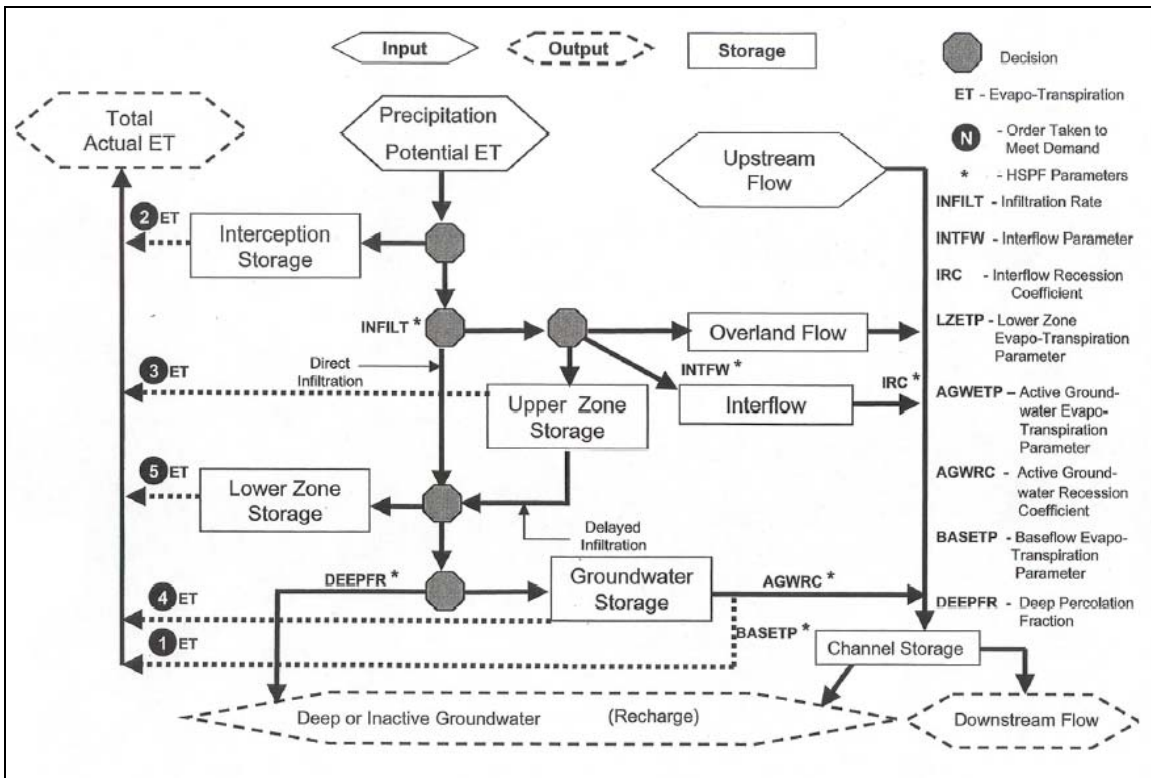 Input
Output
Storage
Decision
ET - Evapo-Transpiration
N - Order Taken to
Meet Demand
* - HSPF Parameters
INFILT - Infiltration Rate
INTFW - Interflow Parameter
IRC - Interflow Recession
Coefficient
LZETP - Lower Zone
Evapo-Transpiration
Parameter
AGWETP - Active Ground-
water Evapo-
Transpiration
Parameter
AGWRC - Active Ground-
water Recession
Coefficient
BASETP - Baseflow Evapo-
Transpiration
Parameter
DEEPFR - Deep Percolation
Fraction
Total
Actual ET
Precipitation
Potential ET
Upstream
Flow
2 ET
Interception
Storage
INFILT *
Overland Flow
Direct
Infiltration
INTFW *
IRC *
3 ET
Upper Zone
Storage
Interflow
5 ET
Lower Zone
Storage
Delayed
Infiltration
DEEPFR *
Groundwater
Storage
AGWRC *
4 ET
1 ET
BASETP *
Channel Storage
Deep or Inactive Groundwater (Recharge)
Downstream Flow